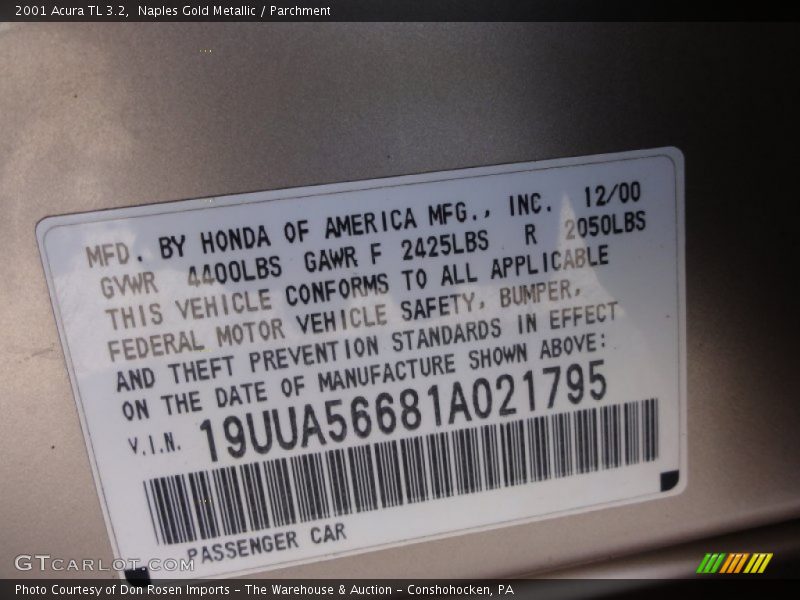 2001 Acura TL 3.2,  Naples Gold Metallic / Parchment
MFD. BY HONDA OF AMERICA MFG., INC. 12/00
GVWR 4400LBS GAWR F 2425LBS R 2050LBS
THIS VEHICLE CONFORMS TO ALL APPLICABLE
FEDERAL MOTOR VEHICLE SAFETY, BUMPER,
AND THEFT PREVENTION STANDARDS IN EFFECT
ON THE DATE OF MANUFACTURE SHOWN ABOVE:
V.I.N. 19UUA56681A021795
PASSENGER CAR
GTCARLOT.COM
Photo Courtesy of Don Rosen Imports - The Warehouse & Auction - Conshohocken, PA